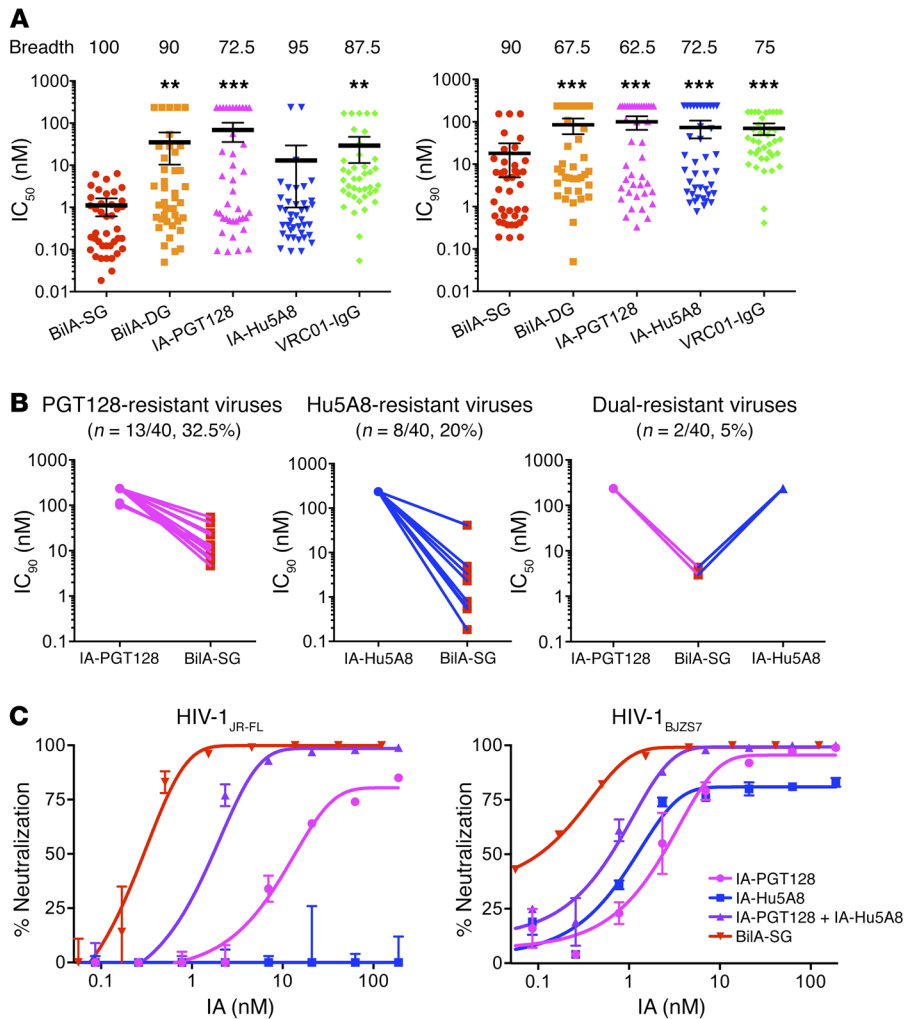 A
Breadth 100 90 72.5 95 87.5
90 67.5 62.5 72.5 75
** *** **
*** *** *** ***
IC50 (nM)
1000
100
10
1
0.10
0.01
BiIA-SG
BiIA-DG
IA-PGT128
IA-Hu5A8
VRC01-IgG
IC90 (nM)
1000
100
10
1
0.10
0.01
BiIA-SG
BiIA-DG
IA-PGT128
IA-Hu5A8
VRC01-IgG
B
PGT128-resistant viruses
(n = 13/40, 32.5%)
IC90 (nM)
1000
100
10
1
0.1
IA-PGT128 BiIA-SG
Hu5A8-resistant viruses
(n = 8/40, 20%)
IC90 (nM)
1000
100
10
1
0.1
IA-Hu5A8 BiIA-SG
Dual-resistant viruses
(n = 2/40, 5%)
IC50 (nM)
1000
100
10
1
0.1
IA-PGT128 BiIA-SG IA-Hu5A8
C
HIV-1JR-FL
% Neutralization
100
75
50
25
0
0.1 1 10 100
IA (nM)
HIV-1BJZS7
% Neutralization
100
75
50
25
0
IA-PGT128
IA-Hu5A8
IA-PGT128 + IA-Hu5A8
BiIA-SG
0.1 1 10 100
IA (nM)